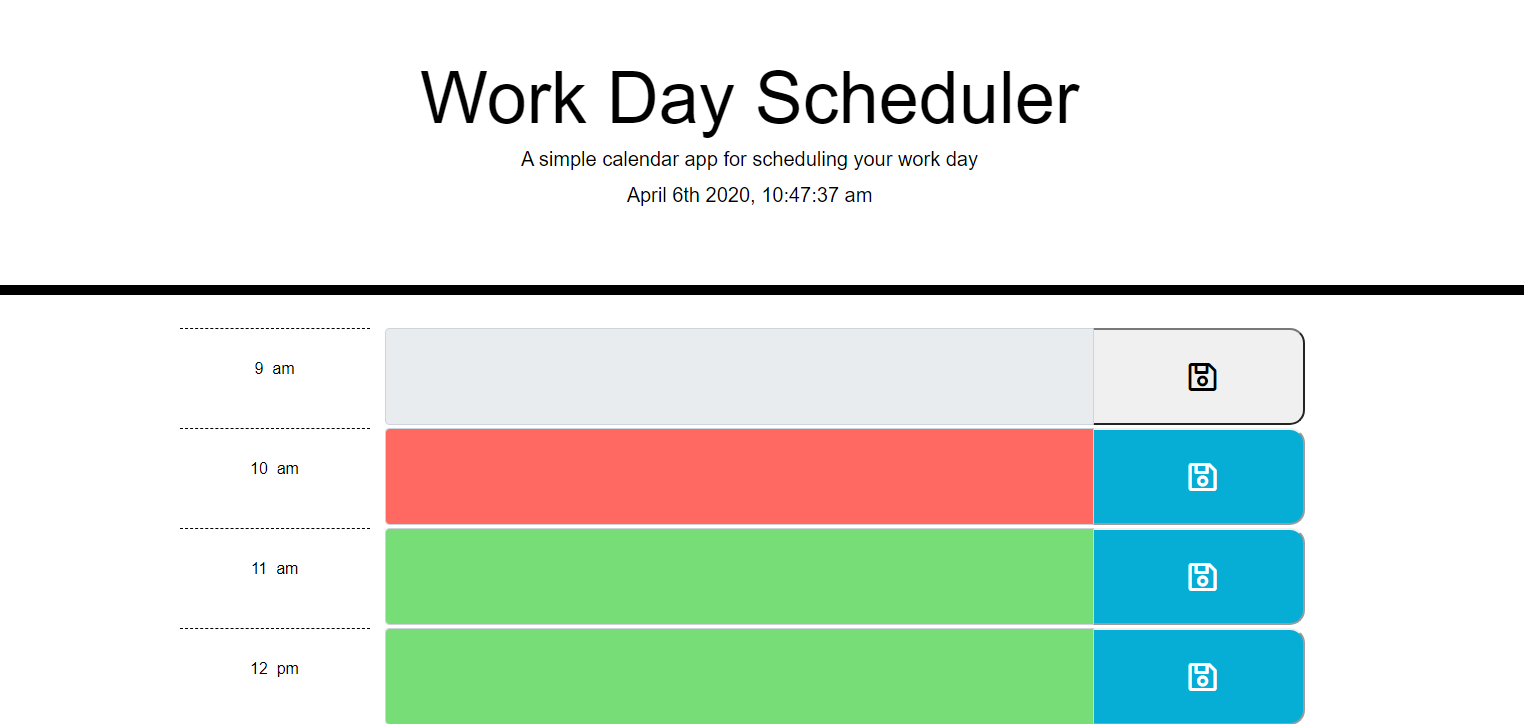 Work Day Scheduler
A simple calendar app for scheduling your work day
April 6th 2020, 10:47:37 am
9 am
10 am
11 am
12 pm